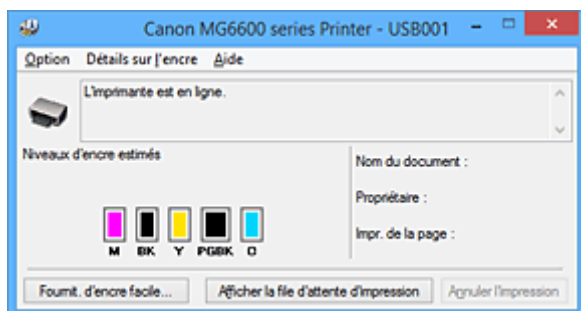 Canon MG6600 series Printer - USB001
Option Détails sur l'encre Aide
L'imprimante est en ligne.
Niveaux d'encre estimés
Nom du document :
Propriétaire :
Impr. de la page :
M BK Y PGBK C
Fournit. d'encre facile... Afficher la file d'attente d'impression Annuler l'impression